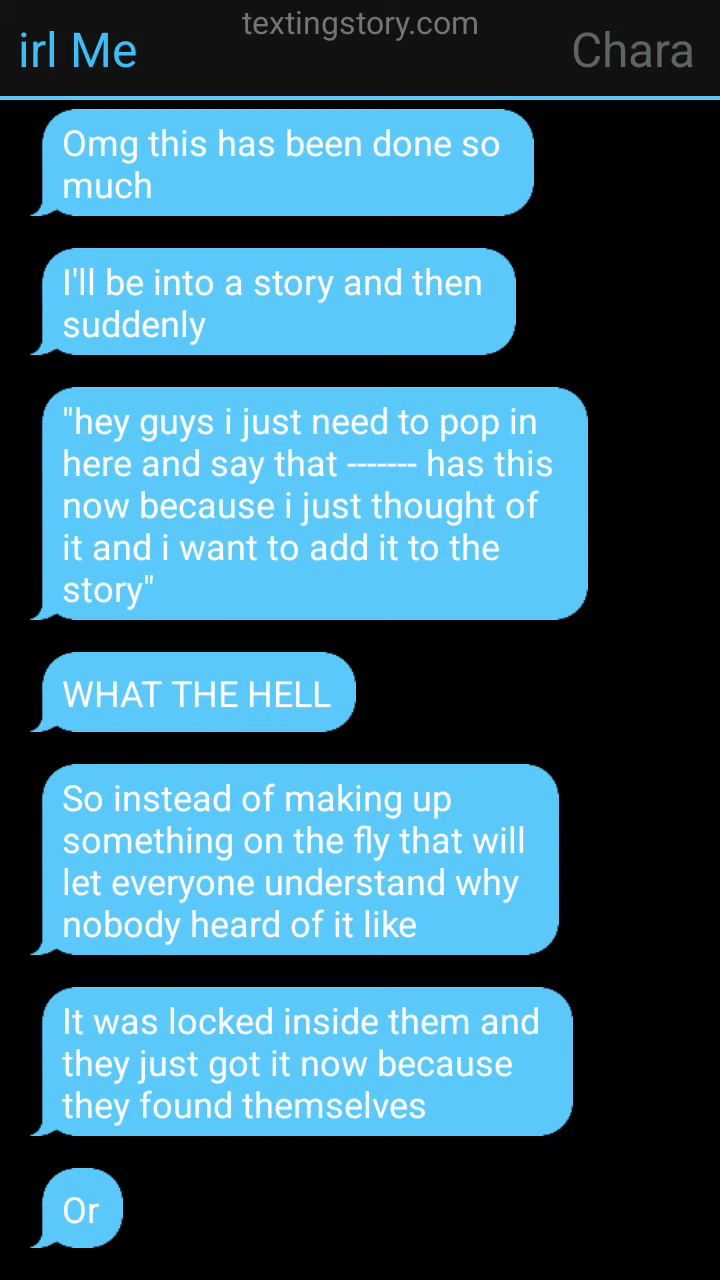 textingstory.com
irl Me
Chara
Omg this has been done so
much
I'll be into a story and then
suddenly
"hey guys i just need to pop in
here and say that ------- has this
now because i just thought of
it and i want to add it to the
story"
WHAT THE HELL
So instead of making up
something on the fly that will
let everyone understand why
nobody heard of it like
It was locked inside them and
they just got it now because
they found themselves
Or